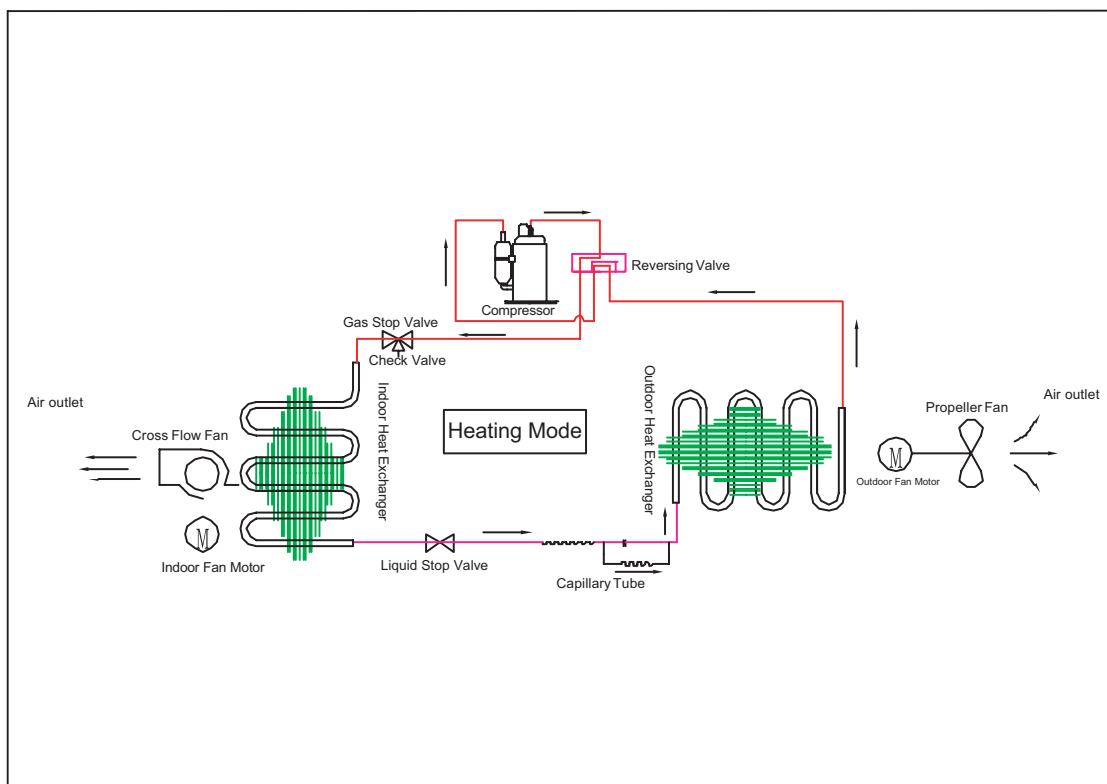 Reversing Valve
Compressor
Gas Stop Valve
Check Valve
Indoor Heat Exchanger
Outdoor Heat Exchanger
Air outlet
Air outlet
Propeller Fan
Heating Mode
Cross Flow Fan
M
Outdoor Fan Motor
M
Indoor Fan Motor
Liquid Stop Valve
Capillary Tube